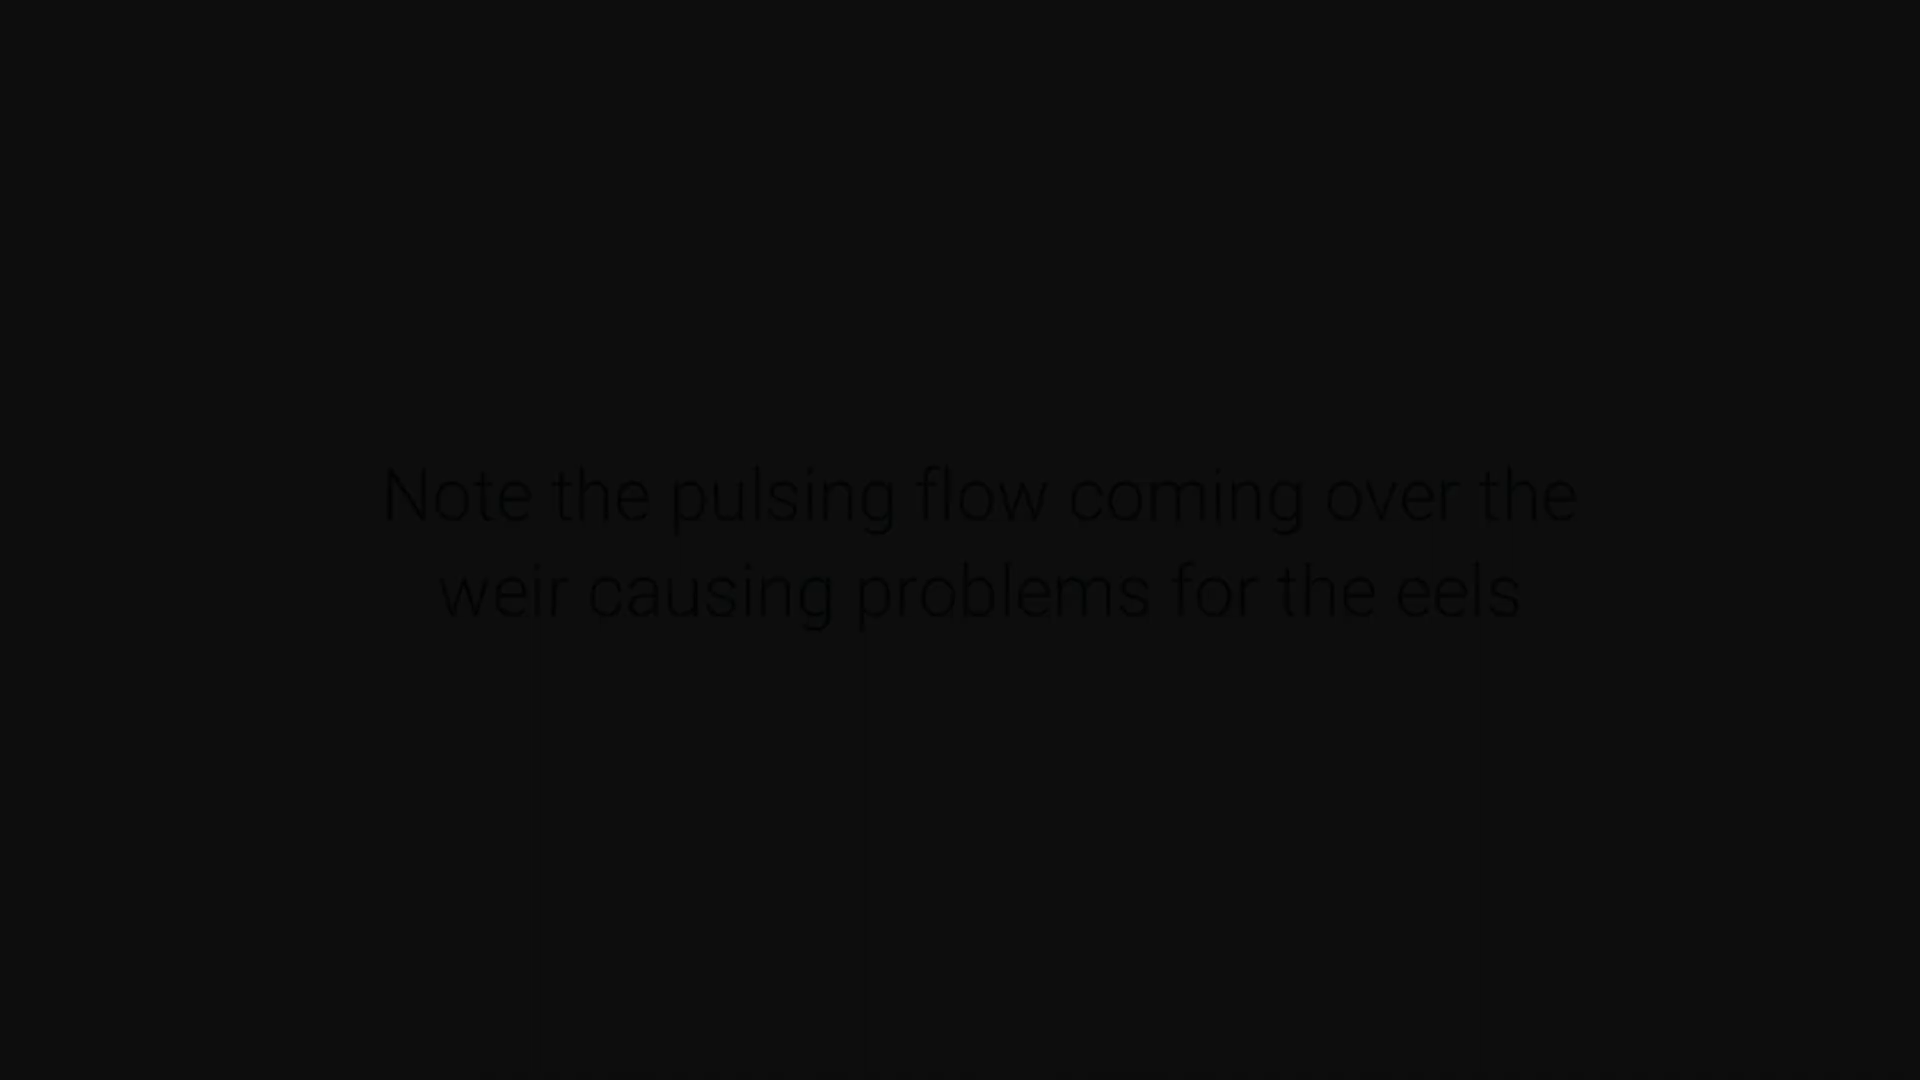 Note the pulsing flow coming over the
weir causing problems for the eels